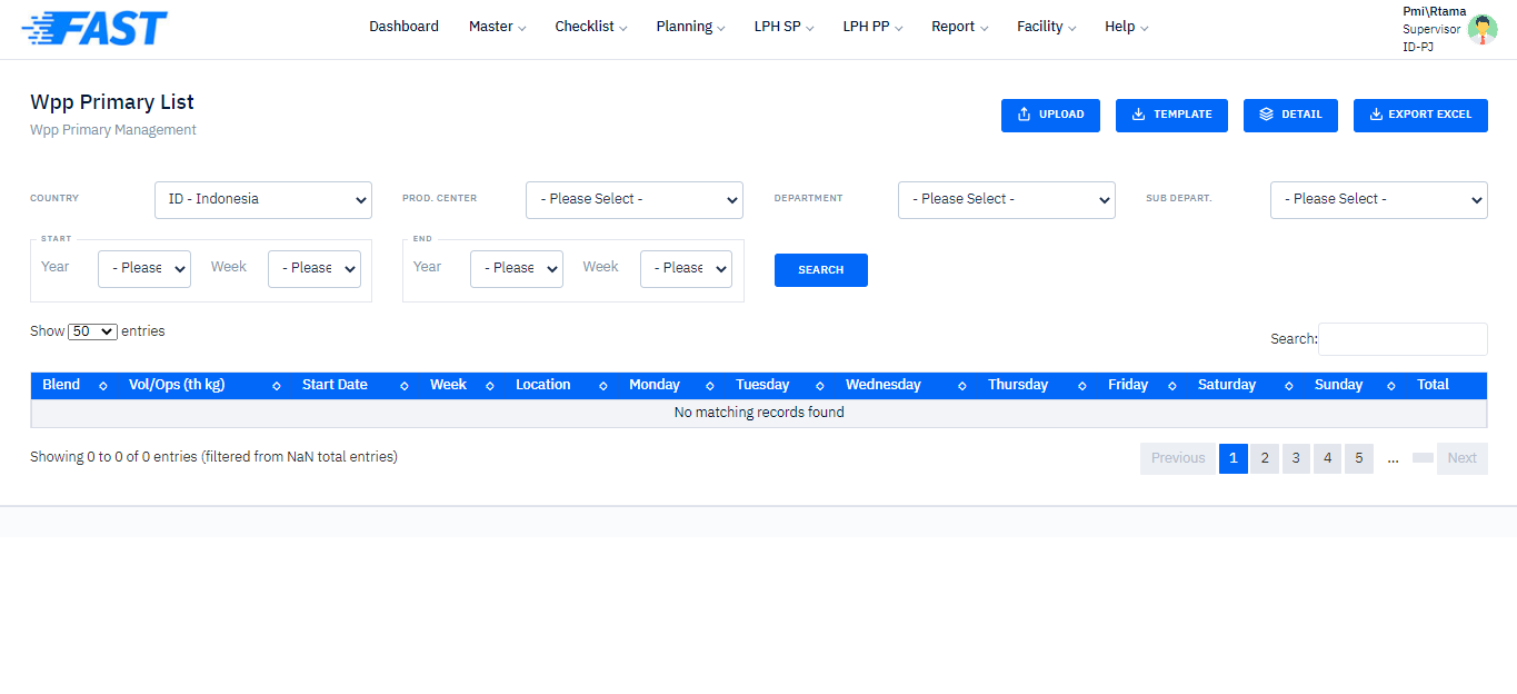 FAST
Dashboard Master Checklist Planning LPH SP LPH PP Report Facility Help
Pmi\Rtama
Supervisor
ID-PJ
Wpp Primary List
Wpp Primary Management
UPLOAD TEMPLATE DETAIL EXPORT EXCEL
COUNTRY ID - Indonesia PROD. CENTER - Please Select - DEPARTMENT - Please Select - SUB DEPART. - Please Select -
START END
Year - Please Week - Please Year - Please Week - Please SEARCH
Show 50 entries
Search:
Blend Vol/Ops (th kg) Start Date Week Location Monday Tuesday Wednesday Thursday Friday Saturday Sunday Total
No matching records found
Showing 0 to 0 of 0 entries (filtered from NaN total entries)
Previous 1 2 3 4 5 ... Next